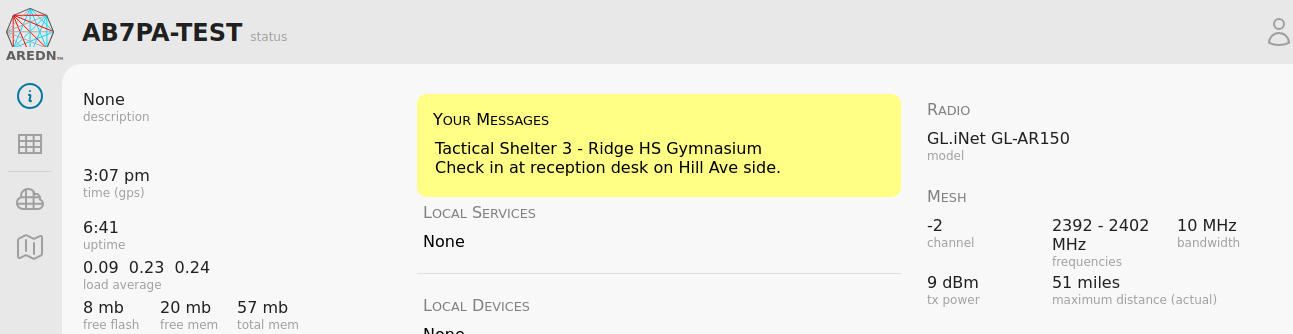 AREDN™
AB7PA-TEST status
None
description
3:07 pm
time (gps)
6:41
uptime
0.09 0.23 0.24
load average
8 mb 20 mb 57 mb
free flash free mem total mem
Your Messages
Tactical Shelter 3 - Ridge HS Gymnasium
Check in at reception desk on Hill Ave side.
Local Services
None
Local Devices
None
Radio
GL.iNet GL-AR150
model
Mesh
-2 2392 - 2402 MHz 10 MHz
channel frequencies bandwidth
9 dBm 51 miles
tx power maximum distance (actual)